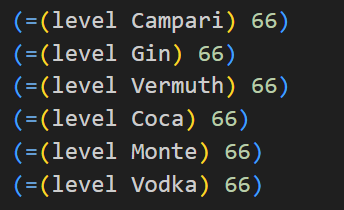 (=(level Campari) 66)
(=(level Gin) 66)
(=(level Vermuth) 66)
(=(level Coca) 66)
(=(level Monte) 66)
(=(level Vodka) 66)